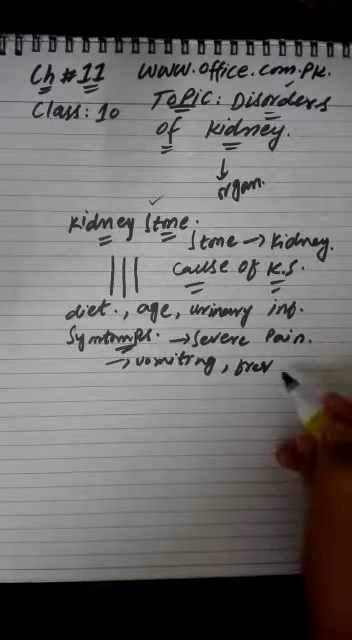 Ch # 11 www.office.com.pk.
Class: 10 Topic: Disorders
of kidney.
↓
organ.
kidney stone.
Stone → kidney.
cause of K.S.
diet., age, urinary inf.
Symtomps. → Severe Pain.
→ vomiting,